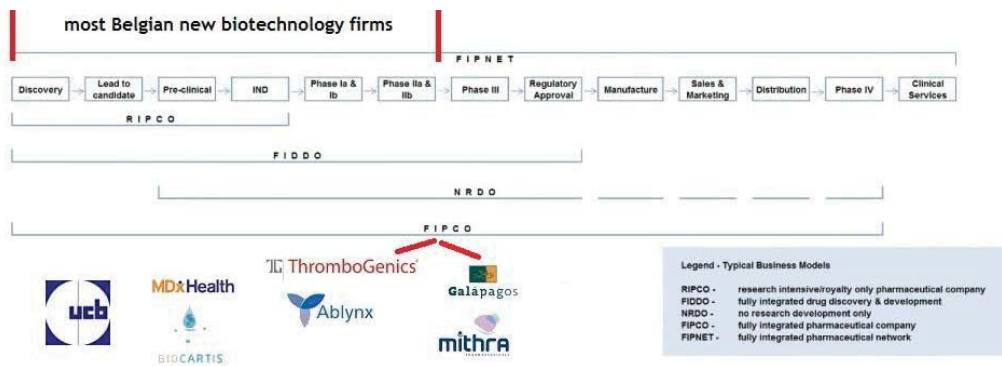 most Belgian new biotechnology firms
FIPNET
Discovery
Lead to
candidate
Pre-clinical
IND
Phase Ia &
Ib
Phase IIa &
IIb
Phase III
Regulatory
Approval
Manufacture
Sales &
Marketing
Distribution
Phase IV
Clinical
Services
RIPCO
FIDDO
NRDO
FIPCO
ucb
MDxHealth
BIOCARTIS
TG ThromboGenics
Ablynx
Galápagos
mithra
Legend - Typical Business Models
RIPCO - research intensive/royalty only pharmaceutical company
FIDDO - fully integrated drug discovery & development
NRDO - no research development only
FIPCO - fully integrated pharmaceutical company
FIPNET - fully integrated pharmaceutical network